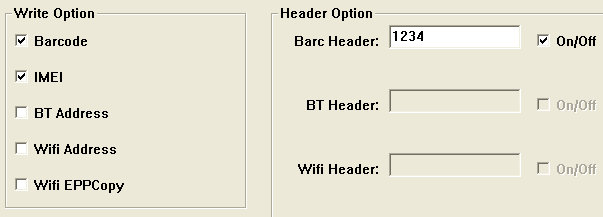 Write Option
Barcode
IMEI
BT Address
Wifi Address
Wifi EPPCopy
Header Option
Barc Header: 1234 On/Off
BT Header: On/Off
Wifi Header: On/Off